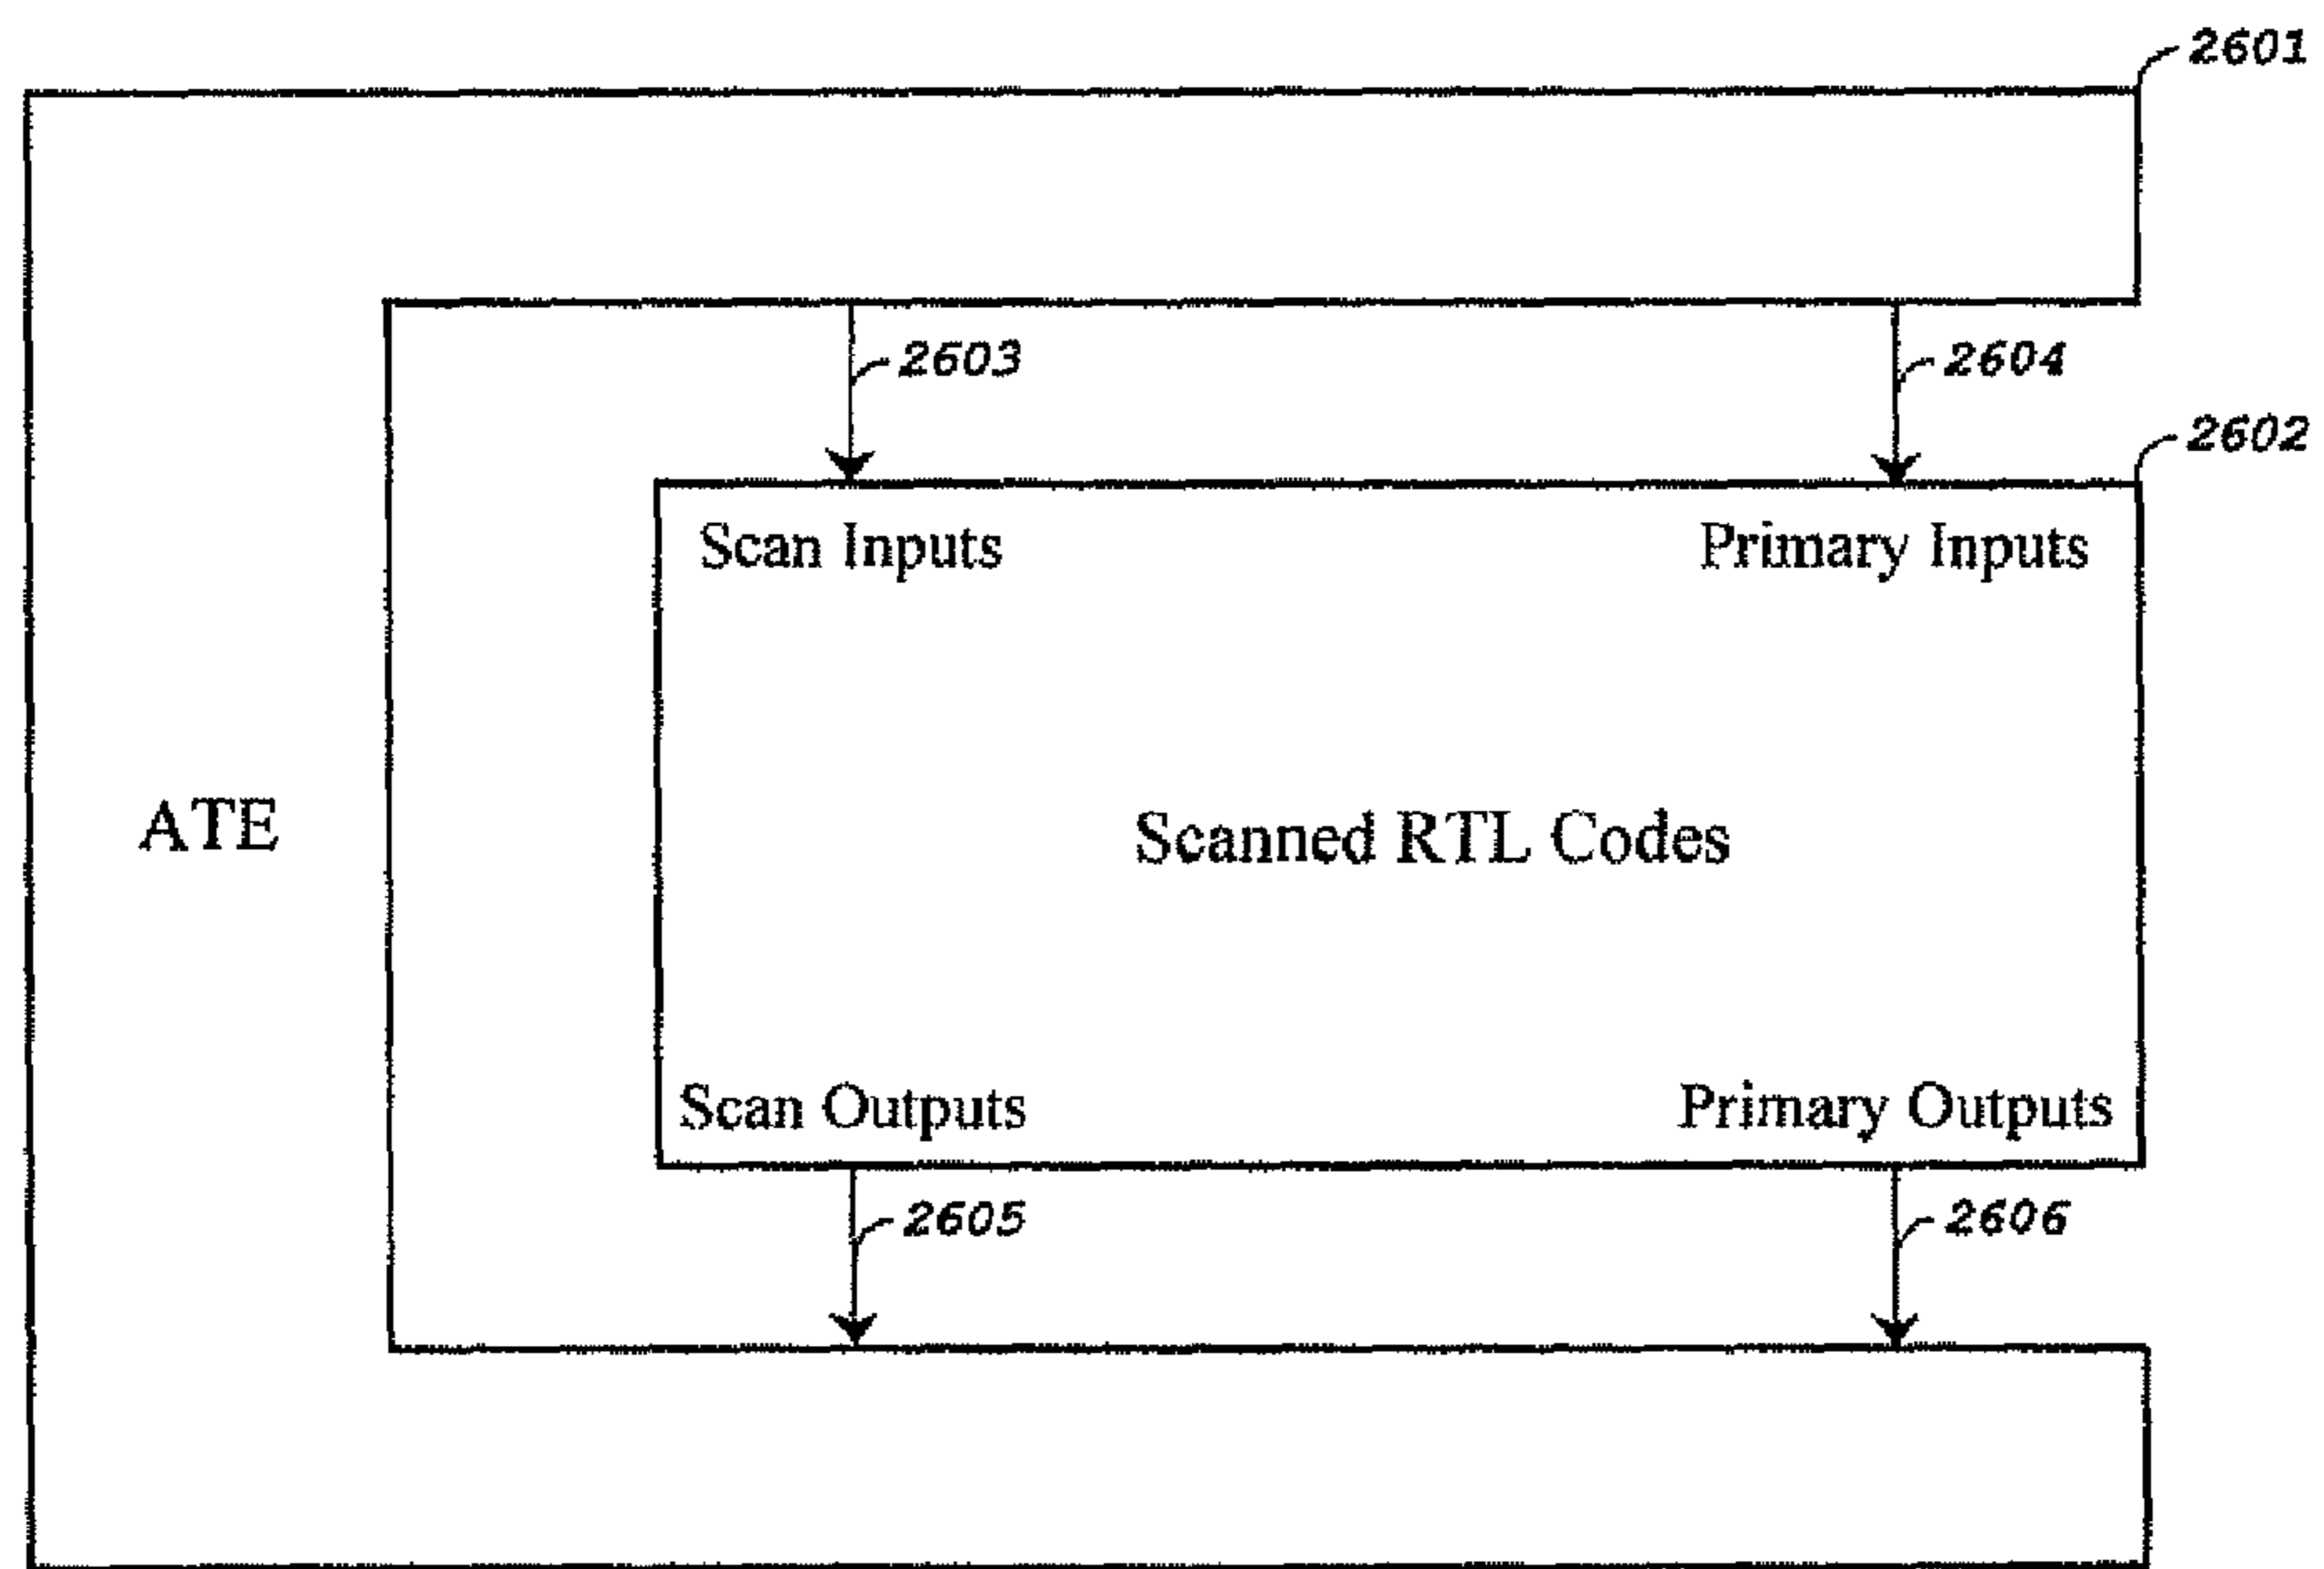 2601
2603
2604
2602
Scan Inputs
Primary Inputs
ATE
Scanned RTL Codes
Scan Outputs
Primary Outputs
2605
2606